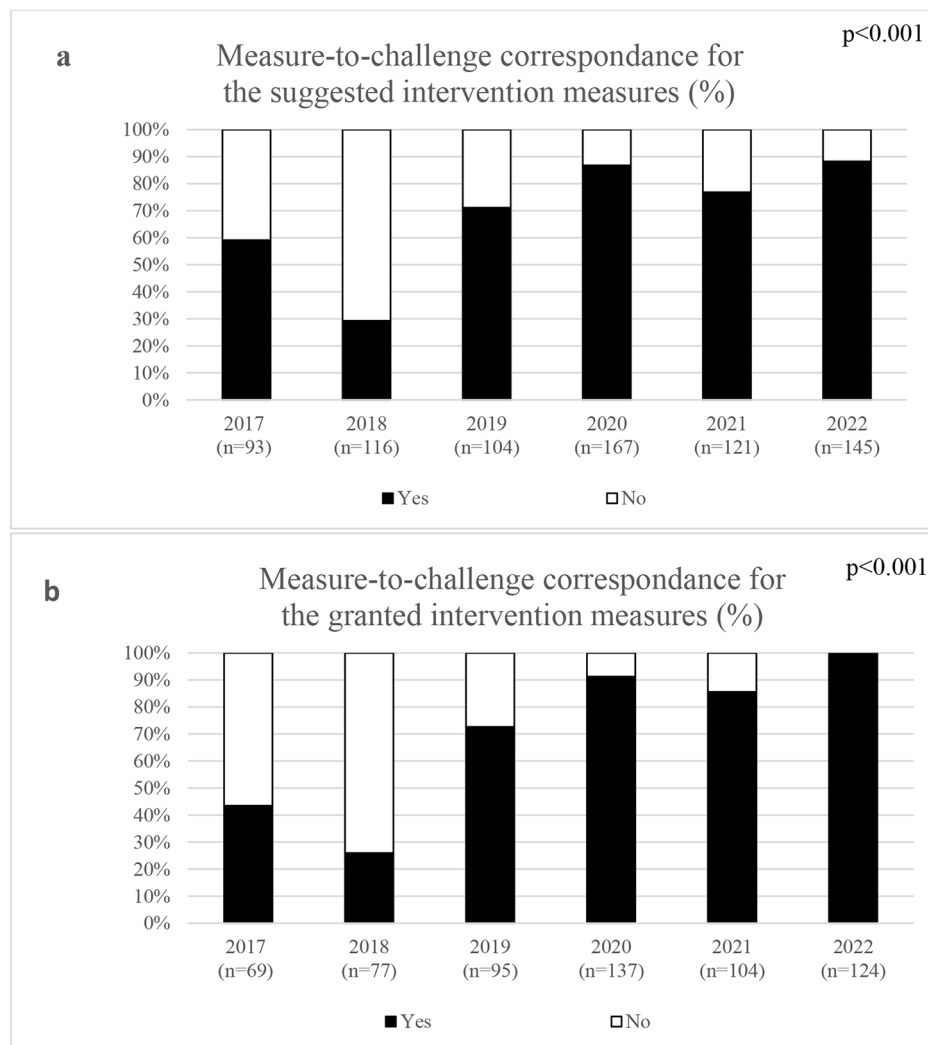 a
p<0.001
Measure-to-challenge correspondance for
the suggested intervention measures (%)
100%
90%
80%
70%
60%
50%
40%
30%
20%
10%
0%
2017 2018 2019 2020 2021 2022
(n=93) (n=116) (n=104) (n=167) (n=121) (n=145)
Yes No
b
p<0.001
Measure-to-challenge correspondance for
the granted intervention measures (%)
100%
90%
80%
70%
60%
50%
40%
30%
20%
10%
0%
2017 2018 2019 2020 2021 2022
(n=69) (n=77) (n=95) (n=137) (n=104) (n=124)
Yes No